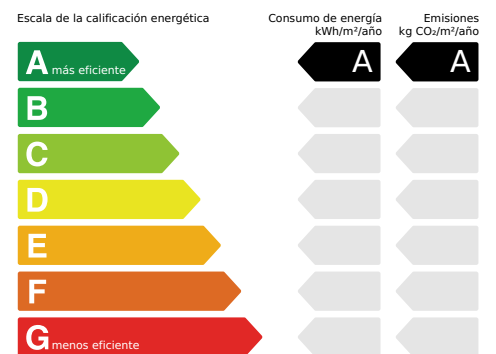 Escala de la calificación energética
Consumo de energía
kWh/m²/año
Emisiones
kg CO₂/m²/año
A más eficiente
A
A
B
C
D
E
F
G menos eficiente